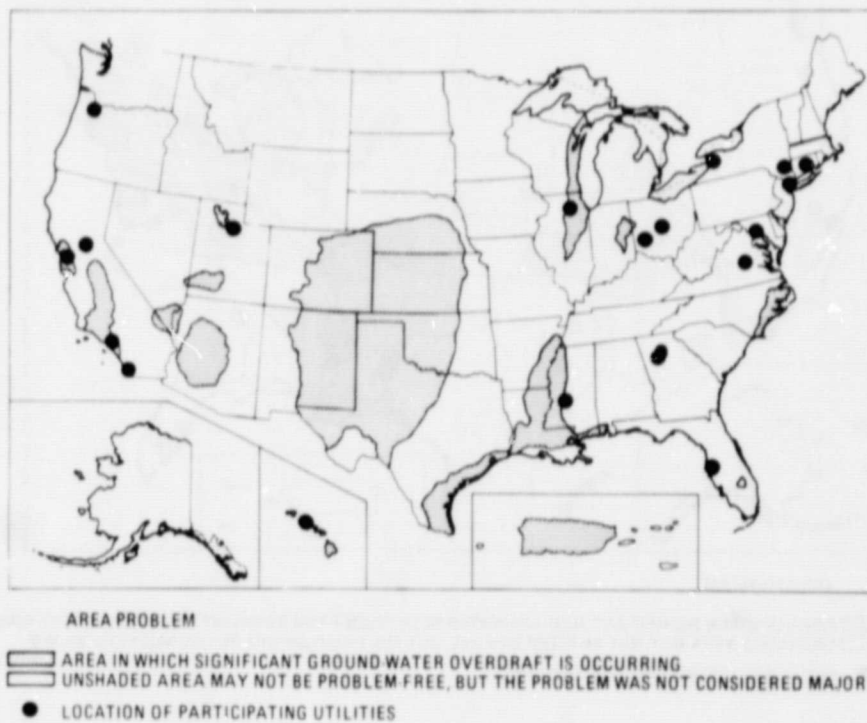 AREA PROBLEM
AREA IN WHICH SIGNIFICANT GROUND-WATER OVERDRAFT IS OCCURRING
UNSHADED AREA MAY NOT BE PROBLEM-FREE, BUT THE PROBLEM WAS NOT CONSIDERED MAJOR
LOCATION OF PARTICIPATING UTILITIES